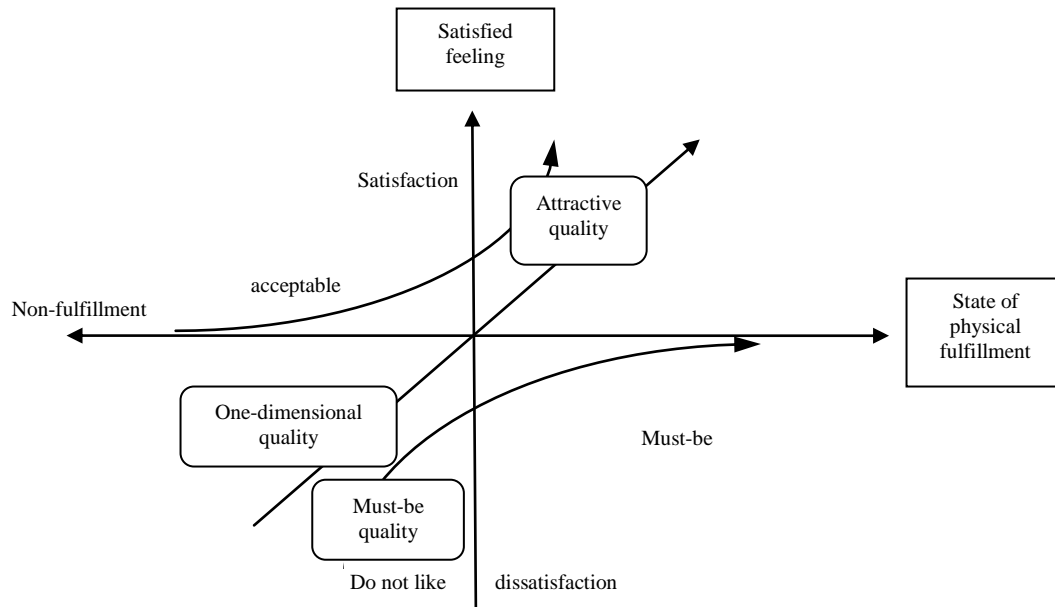 Satisfied
feeling
Satisfaction
Attractive
quality
acceptable
Non-fulfillment
State of
physical
fulfillment
One-dimensional
quality
Must-be
Must-be
quality
Do not like
dissatisfaction